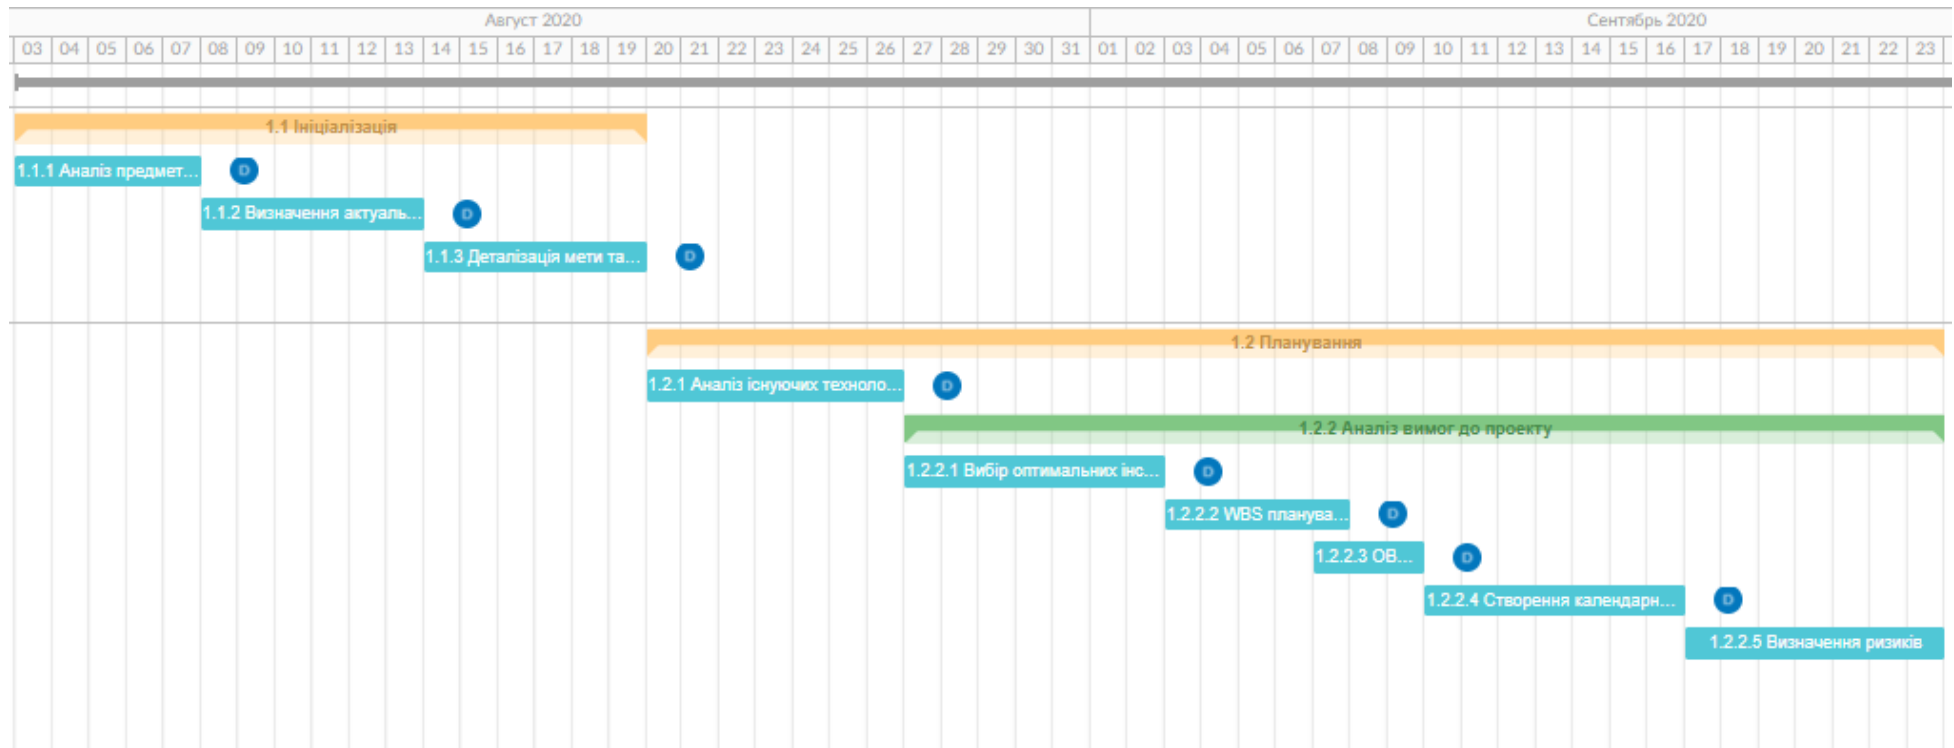 Август 2020
Сентябрь 2020
03 04 05 06 07 08 09 10 11 12 13 14 15 16 17 18 19 20 21 22 23 24 25 26 27 28 29 30 31 01 02 03 04 05 06 07 08 09 10 11 12 13 14 15 16 17 18 19 20 21 22 23
1.1 Ініціалізація
1.1.1 Аналіз предмет... D
1.1.2 Визначення актуаль... D
1.1.3 Деталізація мети та... D
1.2 Планування
1.2.1 Аналіз існуючих техноло... D
1.2.2 Аналіз вимог до проекту
1.2.2.1 Вибір оптимальних інс... D
1.2.2.2 WBS планува... D
1.2.2.3 OB... D
1.2.2.4 Створення календарн... D
1.2.2.5 Визначення ризиків